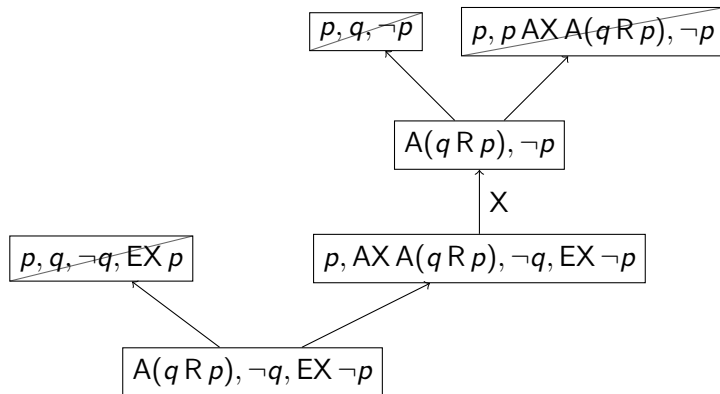 p, q, ¬p
p, p AX A(q R p), ¬p
A(q R p), ¬p
X
p, q, ¬q, EX p
p, AX A(q R p), ¬q, EX ¬p
A(q R p), ¬q, EX ¬p